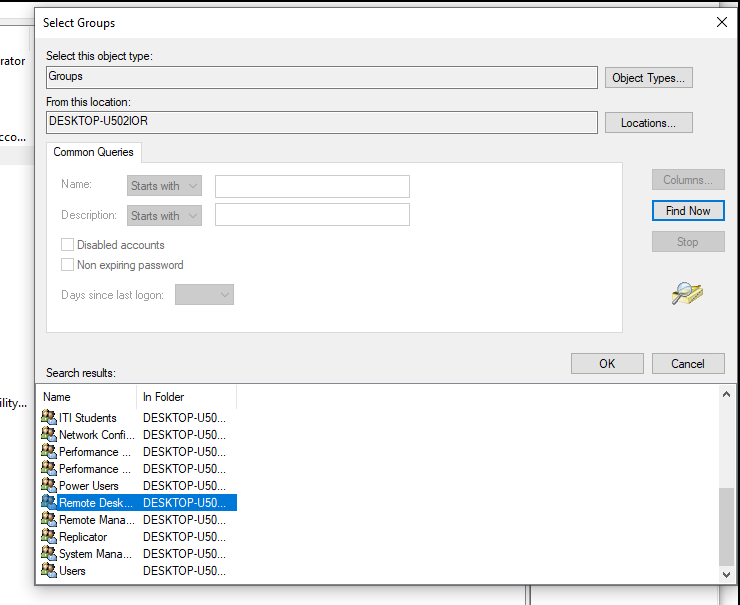 Select Groups
rator
Select this object type:
Groups
Object Types...
From this location:
DESKTOP-U502IOR
Locations...
cco...
Common Queries
Name:
Starts with
Columns...
Description:
Starts with
Find Now
Disabled accounts
Stop
Non expiring password
Days since last logon:
OK
Cancel
Search results:
Name In Folder
ility...
ITI Students DESKTOP-U50...
Network Confi... DESKTOP-U50...
Performance ... DESKTOP-U50...
Performance ... DESKTOP-U50...
Power Users DESKTOP-U50...
Remote Desk... DESKTOP-U50...
Remote Mana... DESKTOP-U50...
Replicator DESKTOP-U50...
System Mana... DESKTOP-U50...
Users DESKTOP-U50...